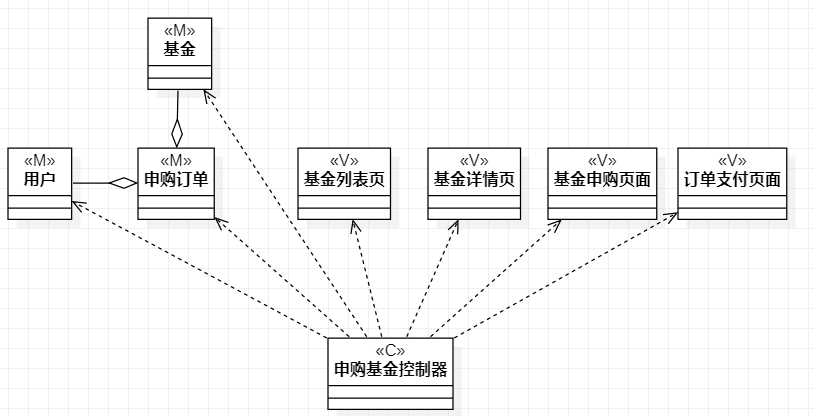 «M»
基金
«M»
用户
«M»
申购订单
«V»
基金列表页
«V»
基金详情页
«V»
基金申购页面
«V»
订单支付页面
«C»
申购基金控制器